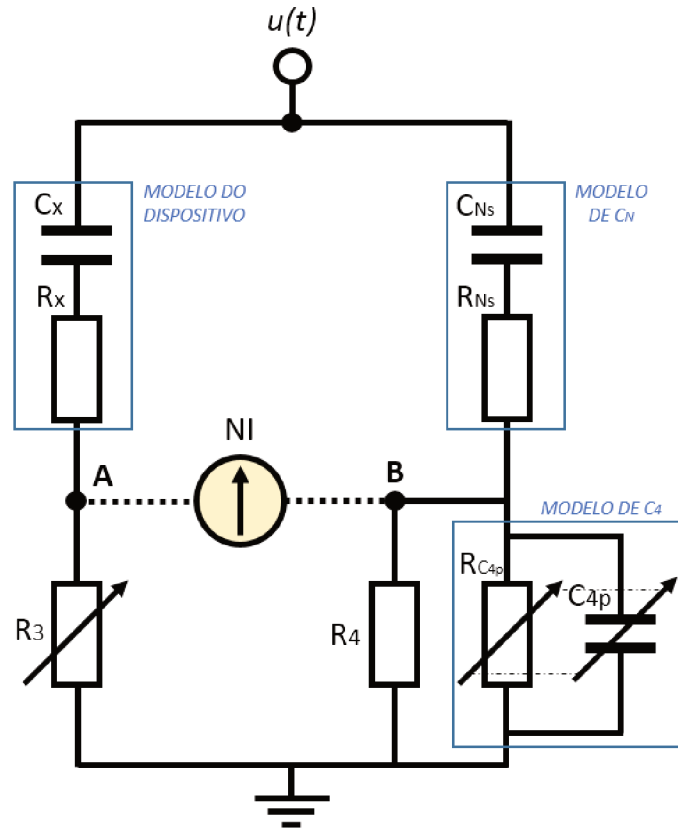 u(t)
MODELO DO
DISPOSITIVO
MODELO
DE CN
Cx
CNs
Rx
RNs
NI
A
B
MODELO DE C4
RC4p
C4p
R3
R4